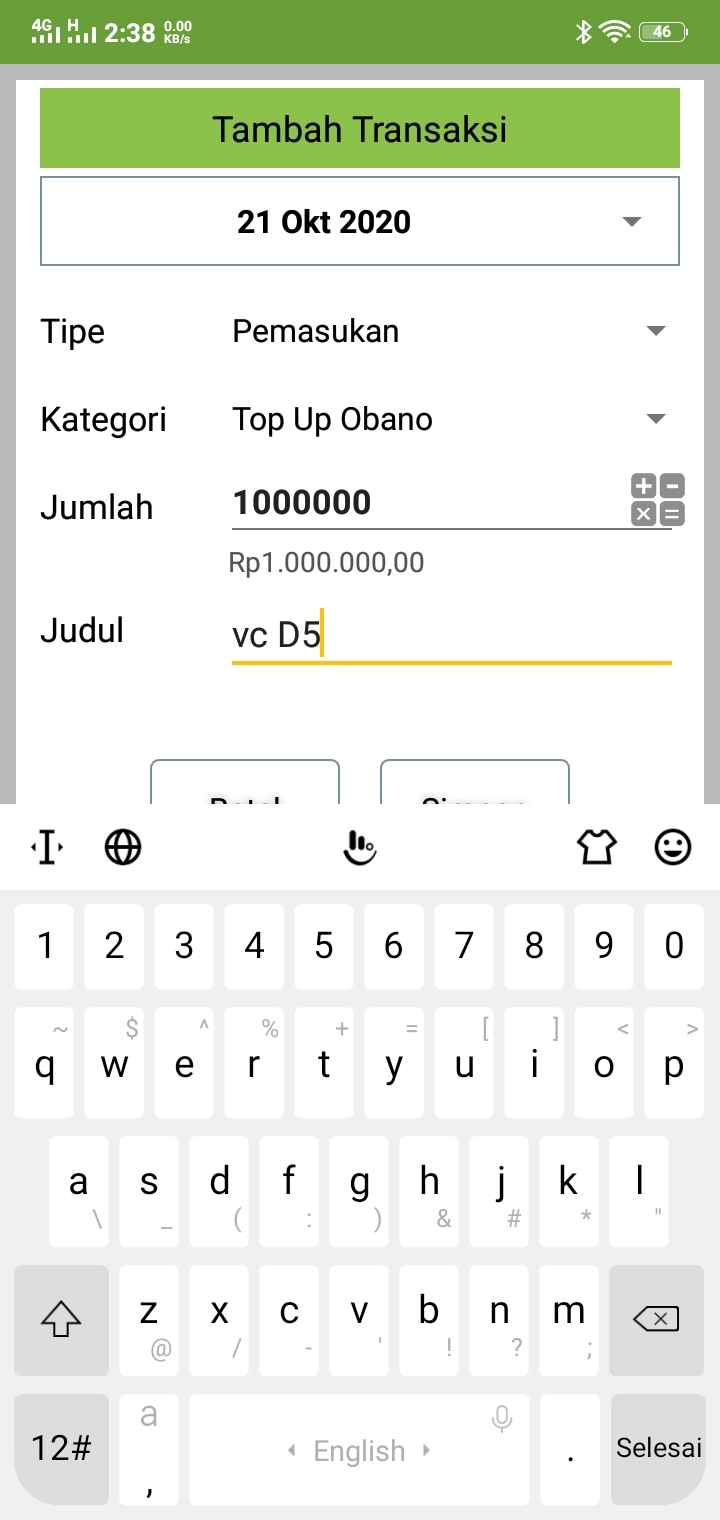 4G H 2:38 0.00 KB/s 46
Tambah Transaksi
21 Okt 2020
Tipe Pemasukan
Kategori Top Up Obano
Jumlah 1000000
Rp1.000.000,00
Judul vc D5
Batal Simpan
1 2 3 4 5 6 7 8 9 0
~ $ ^ % + = [ ] < >
q w e r t y u i o p
a s d f g h j k l
\ _ ( : ) & # * "
z x c v b n m
@ / - ' ! ? ;
12# a , English . Selesai